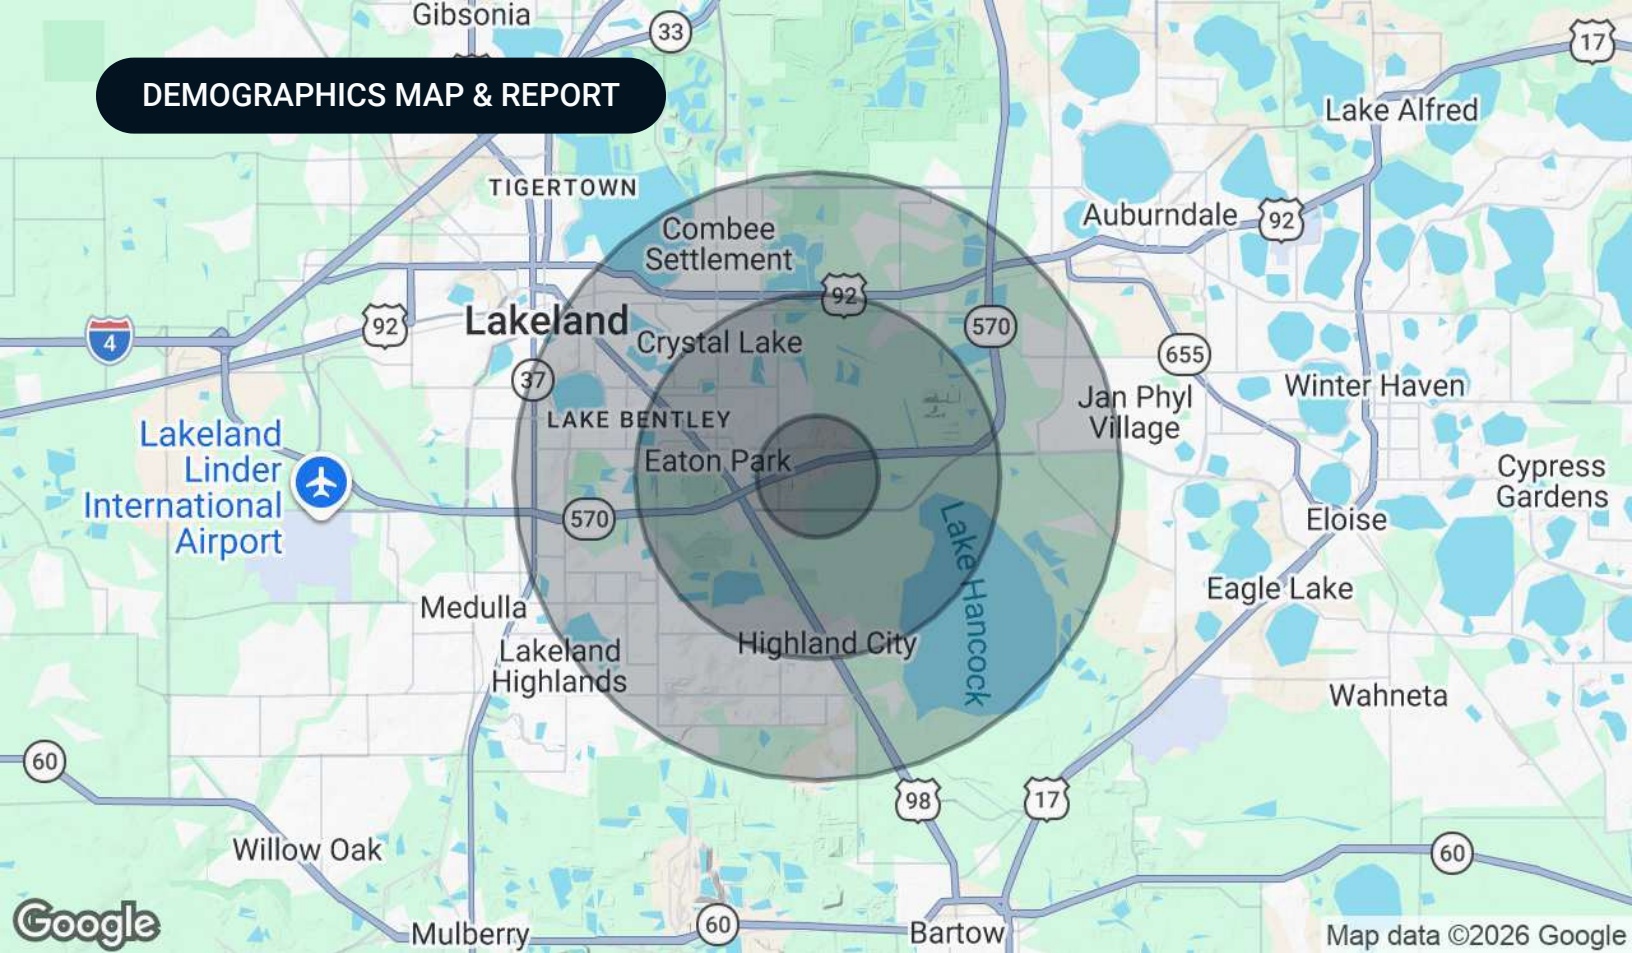 Gibsonia
33
17
DEMOGRAPHICS MAP & REPORT
Lake Alfred
TIGERTOWN
Combee
Settlement
Auburndale
92
92
92
Lakeland
Crystal Lake
570
4
655
37
Winter Haven
Jan Phyl
Village
LAKE BENTLEY
Lakeland
Linder
International
Airport
Eaton Park
Cypress
Gardens
570
Eloise
Lake Hancock
Eagle Lake
Medulla
Highland City
Lakeland
Highlands
Wahneta
60
98
17
Willow Oak
60
Google
Mulberry
60
Bartow
Map data ©2026 Google